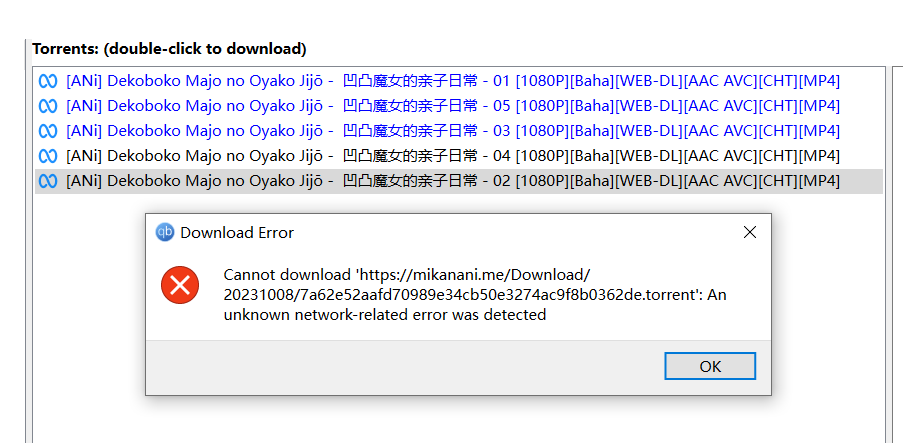 Torrents: (double-click to download)
[ANi] Dekoboko Majo no Oyako Jijō - 凹凸魔女的亲子日常 - 01 [1080P][Baha][WEB-DL][AAC AVC][CHT][MP4]
[ANi] Dekoboko Majo no Oyako Jijō - 凹凸魔女的亲子日常 - 05 [1080P][Baha][WEB-DL][AAC AVC][CHT][MP4]
[ANi] Dekoboko Majo no Oyako Jijō - 凹凸魔女的亲子日常 - 03 [1080P][Baha][WEB-DL][AAC AVC][CHT][MP4]
[ANi] Dekoboko Majo no Oyako Jijō - 凹凸魔女的亲子日常 - 04 [1080P][Baha][WEB-DL][AAC AVC][CHT][MP4]
[ANi] Dekoboko Majo no Oyako Jijō - 凹凸魔女的亲子日常 - 02 [1080P][Baha][WEB-DL][AAC AVC][CHT][MP4]
qb Download Error
Cannot download 'https://mikanani.me/Download/
20231008/7a62e52aafd70989e34cb50e3274ac9f8b0362de.torrent': An
unknown network-related error was detected
OK